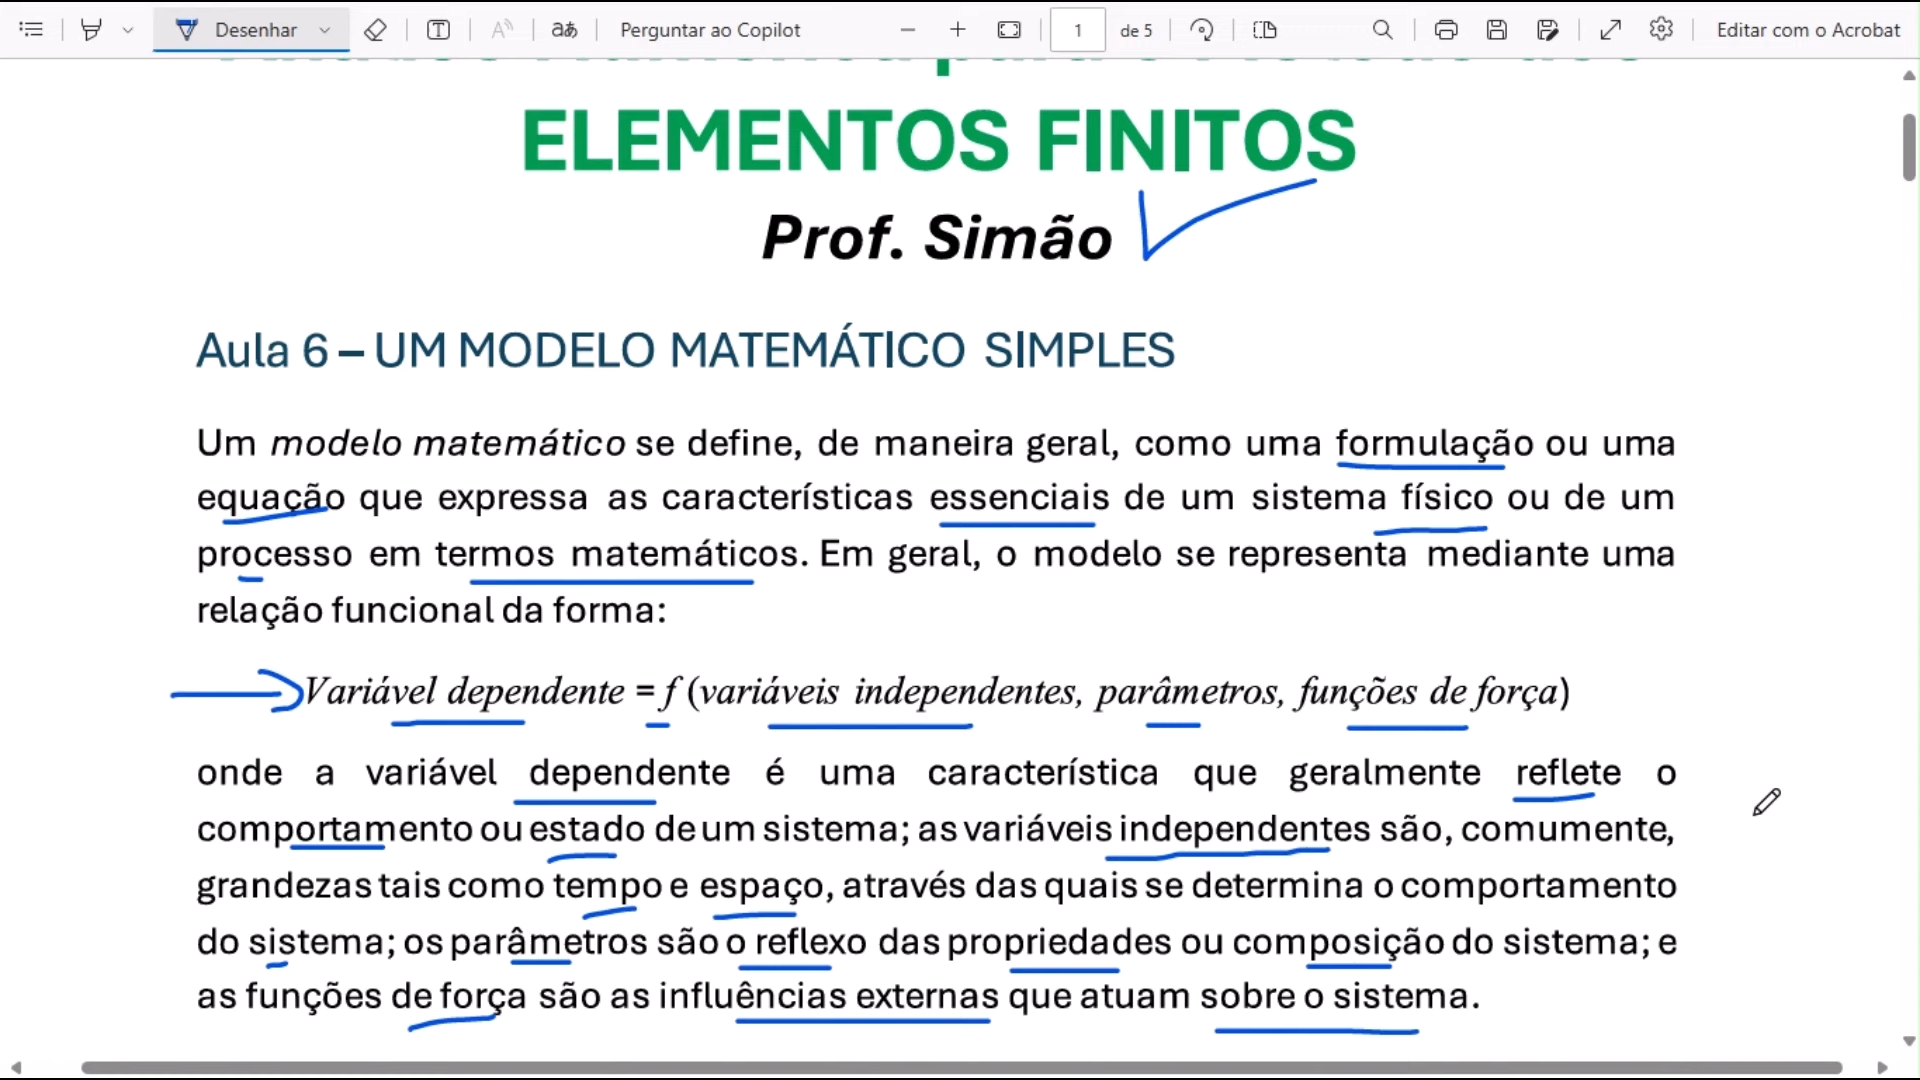 Desenhar
Perguntar ao Copilot
1
de 5
Editar com o Acrobat
ELEMENTOS FINITOS
Prof. Simão
Aula 6 – UM MODELO MATEMÁTICO SIMPLES
Um modelo matemático se define, de maneira geral, como uma formulação ou uma
equação que expressa as características essenciais de um sistema físico ou de um
processo em termos matemáticos. Em geral, o modelo se representa mediante uma
relação funcional da forma:
Variável dependente = f (variáveis independentes, parâmetros, funções de força)
onde a variável dependente é uma característica que geralmente reflete o
comportamento ou estado de um sistema; as variáveis independentes são, comumente,
grandezas tais como tempo e espaço, através das quais se determina o comportamento
do sistema; os parâmetros são o reflexo das propriedades ou composição do sistema; e
as funções de força são as influências externas que atuam sobre o sistema.